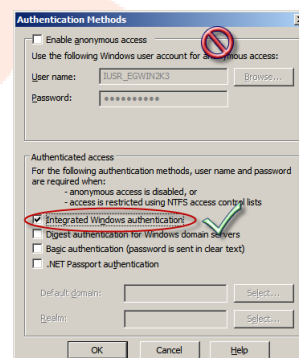 Authentication Methods
Enable anonymous access
Use the following Windows user account for anonymous access:
User name: IUSR_EGWIN2K3 Browse...
Password: ••••••••••
Authenticated access
For the following authentication methods, user name and password
are required when:
- anonymous access is disabled, or
- access is restricted using NTFS access control lists
Integrated Windows authentication
Digest authentication for Windows domain servers
Basic authentication (password is sent in clear text)
.NET Passport authentication
Default domain: Select...
Realm: Select...
OK Cancel Help